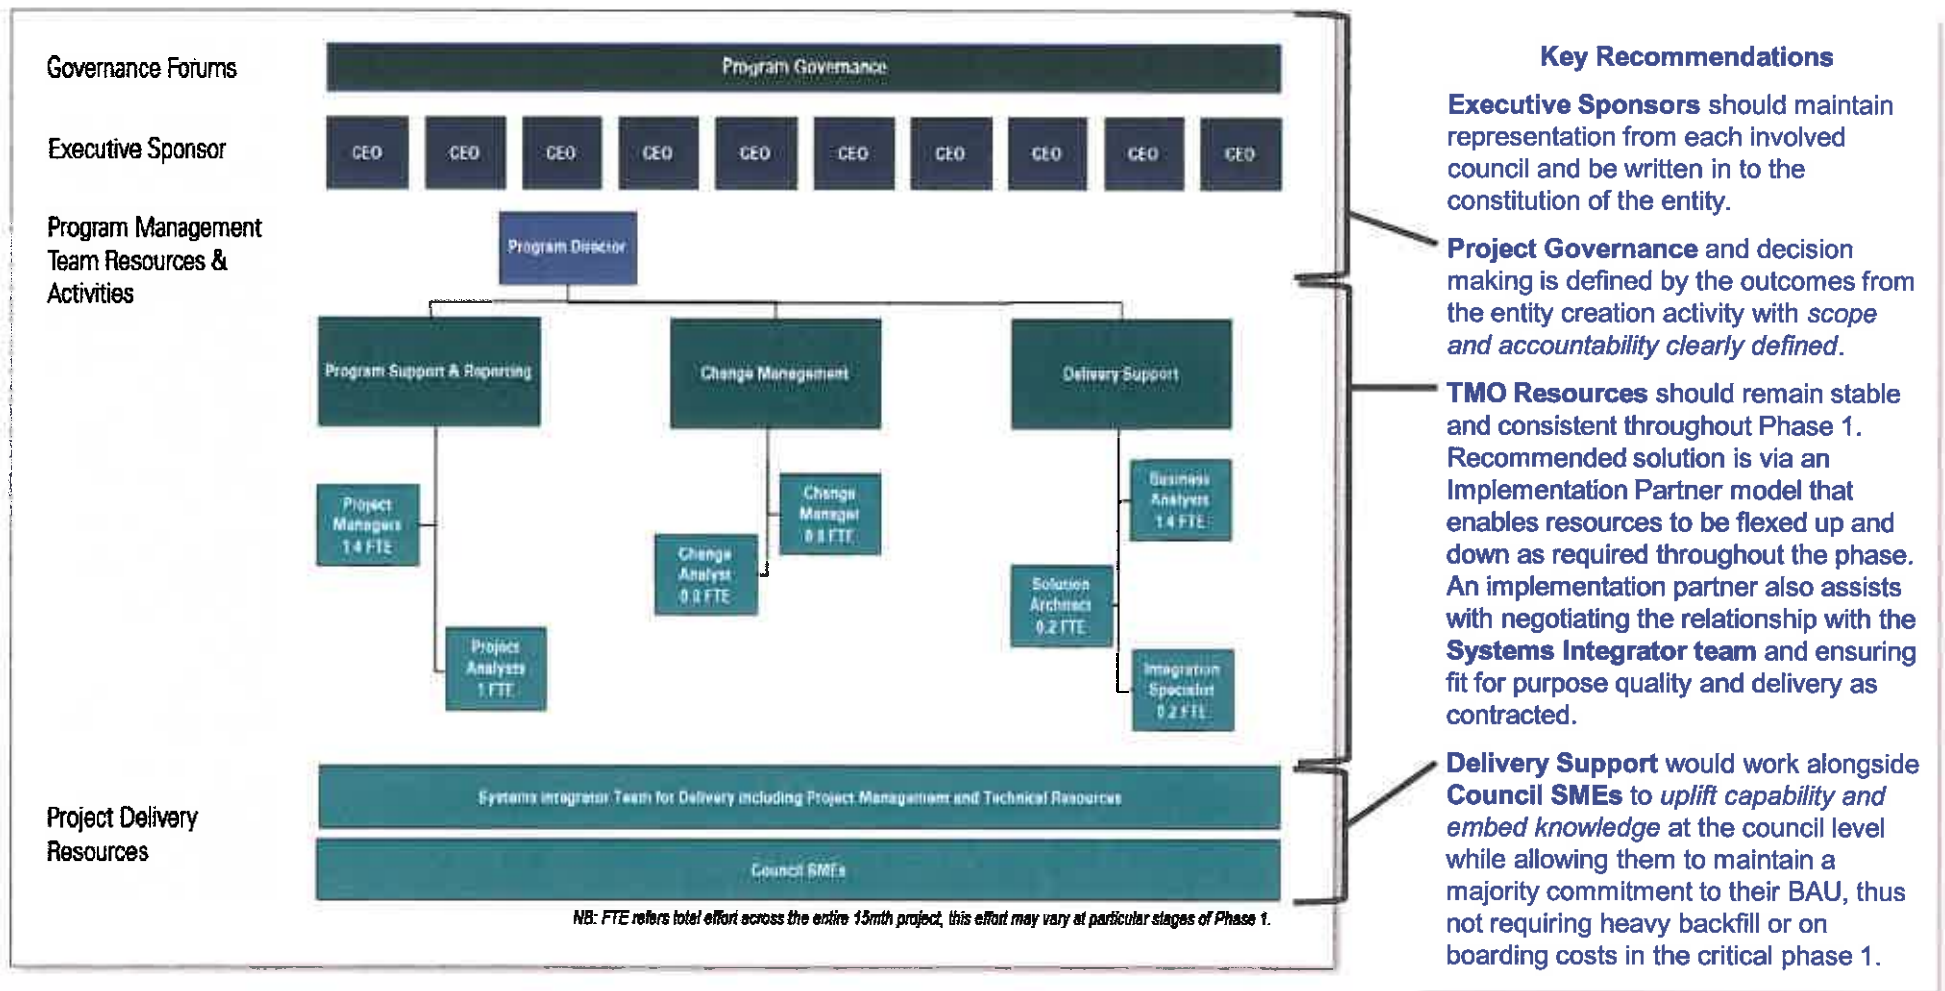 Governance Forums
Program Governance
Executive Sponsor
CEO
CEO
CEO
CEO
CEO
CEO
CEO
CEO
CEO
CEO
Program Management
Team Resources &
Activities
Program Director
Program Support & Reporting
Change Management
Delivery Support
Project
Managers
1.4 FTE
Project
Analysts
1 FTE
Change
Manager
FTE
Change
Analyst
FTE
Business
Analysts
1.4 FTE
Solution
Architect
0.2 FTE
Integration
Specialist
0.2 FTE
Project Delivery
Resources
Systems Integrator Team for Delivery including Project Management and Technical Resources
Council SMEs
NB: FTE refers total effort across the entire 15mth project, this effort may vary at particular stages of Phase 1.
Key Recommendations
Executive Sponsors should maintain
representation from each involved
council and be written in to the
constitution of the entity.
Project Governance and decision
making is defined by the outcomes from
the entity creation activity with scope
and accountability clearly defined.
TMO Resources should remain stable
and consistent throughout Phase 1.
Recommended solution is via an
Implementation Partner model that
enables resources to be flexed up and
down as required throughout the phase.
An implementation partner also assists
with negotiating the relationship with the
Systems Integrator team and ensuring
fit for purpose quality and delivery as
contracted.
Delivery Support would work alongside
Council SMEs to uplift capability and
embed knowledge at the council level
while allowing them to maintain a
majority commitment to their BAU, thus
not requiring heavy backfill or on
boarding costs in the critical phase 1.